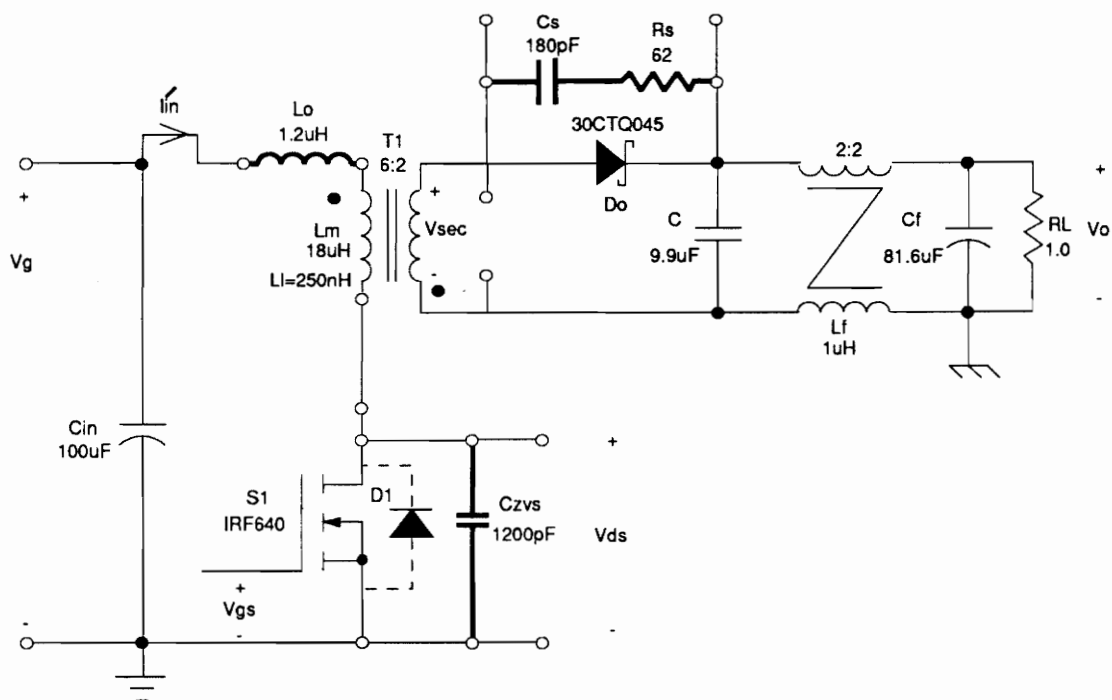 Cs
180pF
Rs
62
Iin
Lo
1.2uH
T1
6:2
30CTQ045
Do
2:2
+
Vg
-
Lm
18uH
Ll=250nH
+
Vsec
-
C
9.9uF
Cf
81.6uF
RL
1.0
+
Vo
-
Lf
1uH
Cin
100uF
S1
IRF640
D1
Czvs
1200pF
+
Vds
-
+
Vgs
-